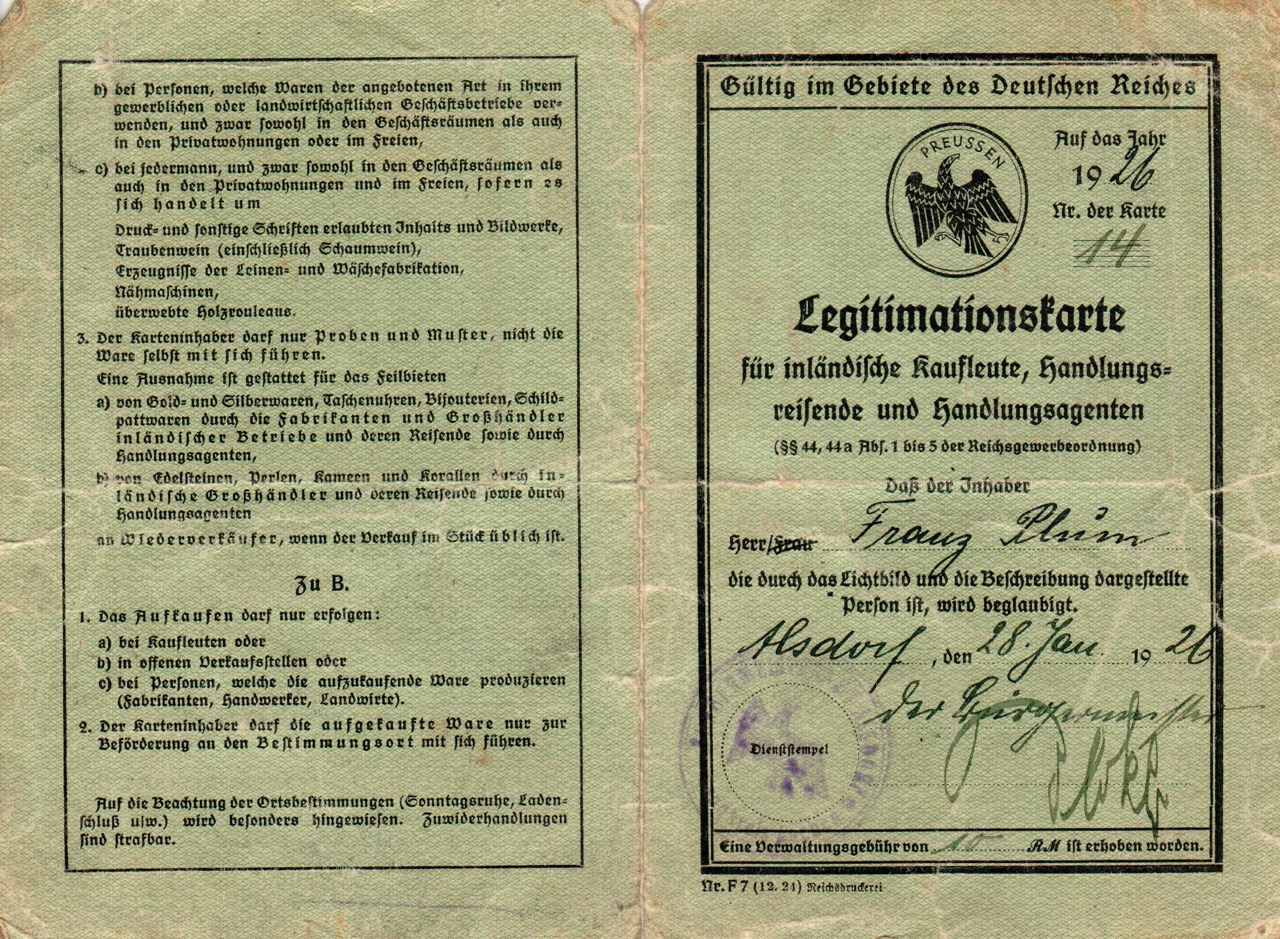 b) bei Personen, welche Waren der angebotenen Art in ihrem
gewerblichen oder landwirtschaftlichen Geschäftsbetriebe ver-
wenden, und zwar sowohl in den Geschäftsräumen als auch
in den Privatwohnungen oder im Freien,
c) bei jedermann, und zwar sowohl in den Geschäftsräumen als
auch in den Privatwohnungen und im Freien, sofern es
sich handelt um
Druck- und sonstige Schriften erlaubten Inhalts und Bildwerke,
Traubenwein (einschließlich Schaumwein),
Erzeugnisse der Leinen- und Wäschefabrikation,
Nähmaschinen,
überwebte Holzrouleaus.
3. Der Karteninhaber darf nur Proben und Muster, nicht die
Ware selbst mit sich führen.
Eine Ausnahme ist gestattet für das Feilbieten
a) von Gold- und Silberwaren, Taschenuhren, Bijouterien, Schild-
pattwaren durch die Fabrikanten und Großhändler
inländischer Betriebe und deren Reisende sowie durch
Handlungsagenten,
b) von Edelsteinen, Perlen, Kameen und Korallen durch in-
ländische Großhändler und deren Reisende sowie durch
Handlungsagenten
an Wiederverkäufer, wenn der Verkauf im Stück üblich ist.
Zu B.
1. Das Aufkaufen darf nur erfolgen:
a) bei Kaufleuten oder
b) in offenen Verkaufsstellen oder
c) bei Personen, welche die aufzukaufende Ware produzieren
(Fabrikanten, Handwerker, Landwirte).
2. Der Karteninhaber darf die aufgekaufte Ware nur zur
Beförderung an den Bestimmungsort mit sich führen.
Auf die Beachtung der Ortsbestimmungen (Sonntagsruhe, Laden-
schluß usw.) wird besonders hingewiesen. Zuwiderhandlungen
sind strafbar.
Gültig im Gebiete des Deutschen Reiches
PREUSSEN
Auf das Jahr
1926
Nr. der Karte
14
Legitimationskarte
für inländische Kaufleute, Handlungs-
reisende und Handlungsagenten
(§§ 44, 44a Abs. 1 bis 5 der Reichsgewerbeordnung)
Daß der Inhaber
Herr/Frau Franz Plum
die durch das Lichtbild und die Beschreibung dargestellte
Person ist, wird beglaubigt.
Alsdorf, den 28. Jan. 1926
Der Bürgermeister
Dienststempel
Eine Verwaltungsgebühr von 10 RM ist erhoben worden.
Nr. F 7 (12. 24) Reichsdruckerei